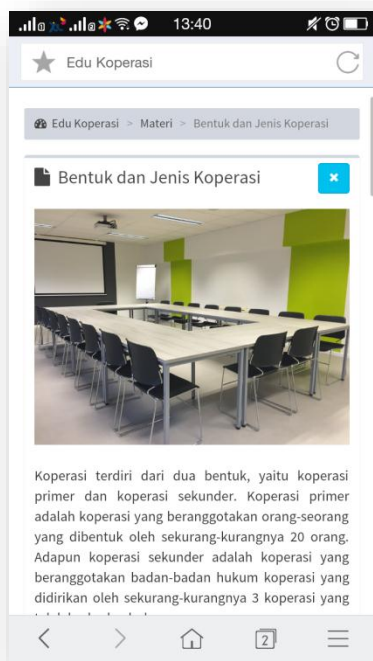 13:40
Edu Koperasi
Edu Koperasi > Materi > Bentuk dan Jenis Koperasi
Bentuk dan Jenis Koperasi
Koperasi terdiri dari dua bentuk, yaitu koperasi
primer dan koperasi sekunder. Koperasi primer
adalah koperasi yang beranggotakan orang-seorang
yang dibentuk oleh sekurang-kurangnya 20 orang.
Adapun koperasi sekunder adalah koperasi yang
beranggotakan badan-badan hukum koperasi yang
didirikan oleh sekurang-kurangnya 3 koperasi yang
2